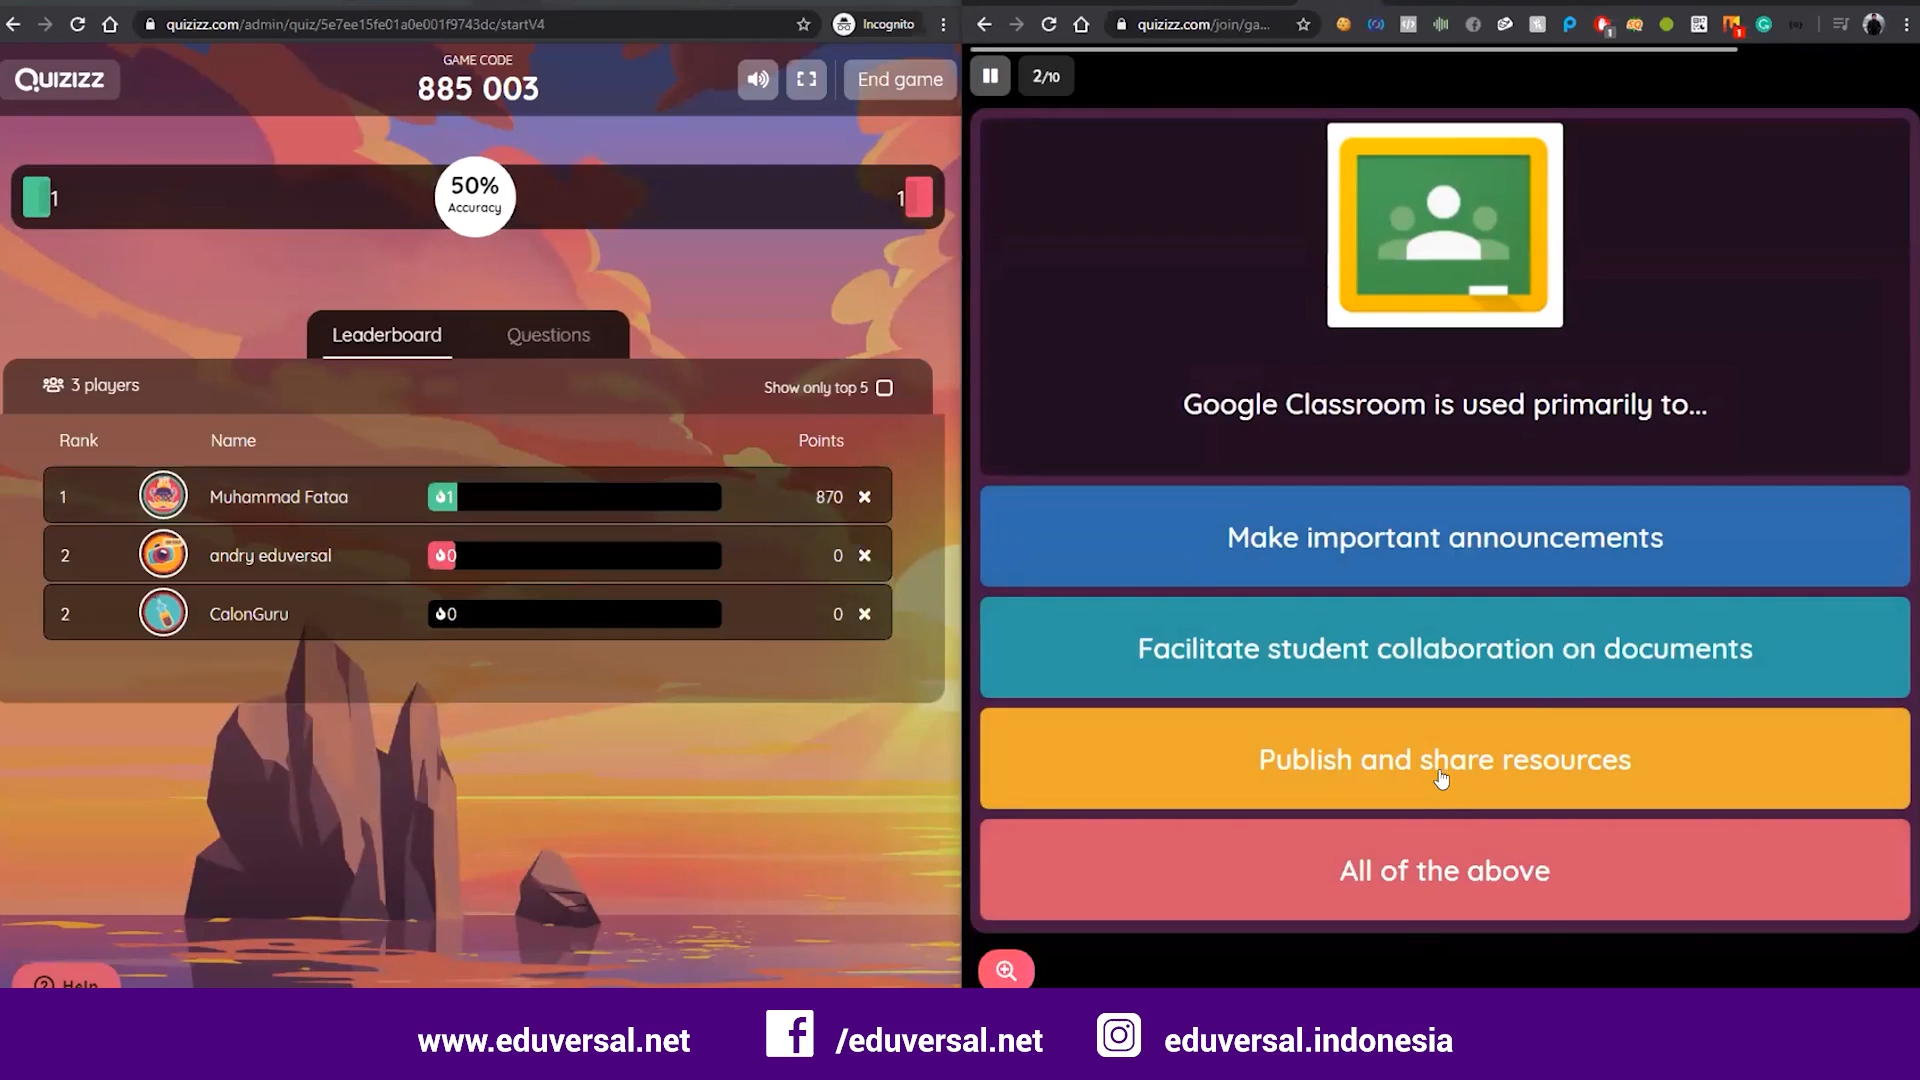 quizizz.com/admin/quiz/5e7ee15fe01a0e001f9743dc/startV4
Incognito
QUIZIZZ
GAME CODE
885 003
End game
1
50%
Accuracy
1
Leaderboard
Questions
3 players
Show only top 5
Rank Name Points
1 Muhammad Fataa 1 870
2 andry eduversal 0 0
2 CalonGuru 0 0
Help
quizizz.com/join/ga...
2/10
Google Classroom is used primarily to...
Make important announcements
Facilitate student collaboration on documents
Publish and share resources
All of the above
www.eduversal.net
/eduversal.net
eduversal.indonesia